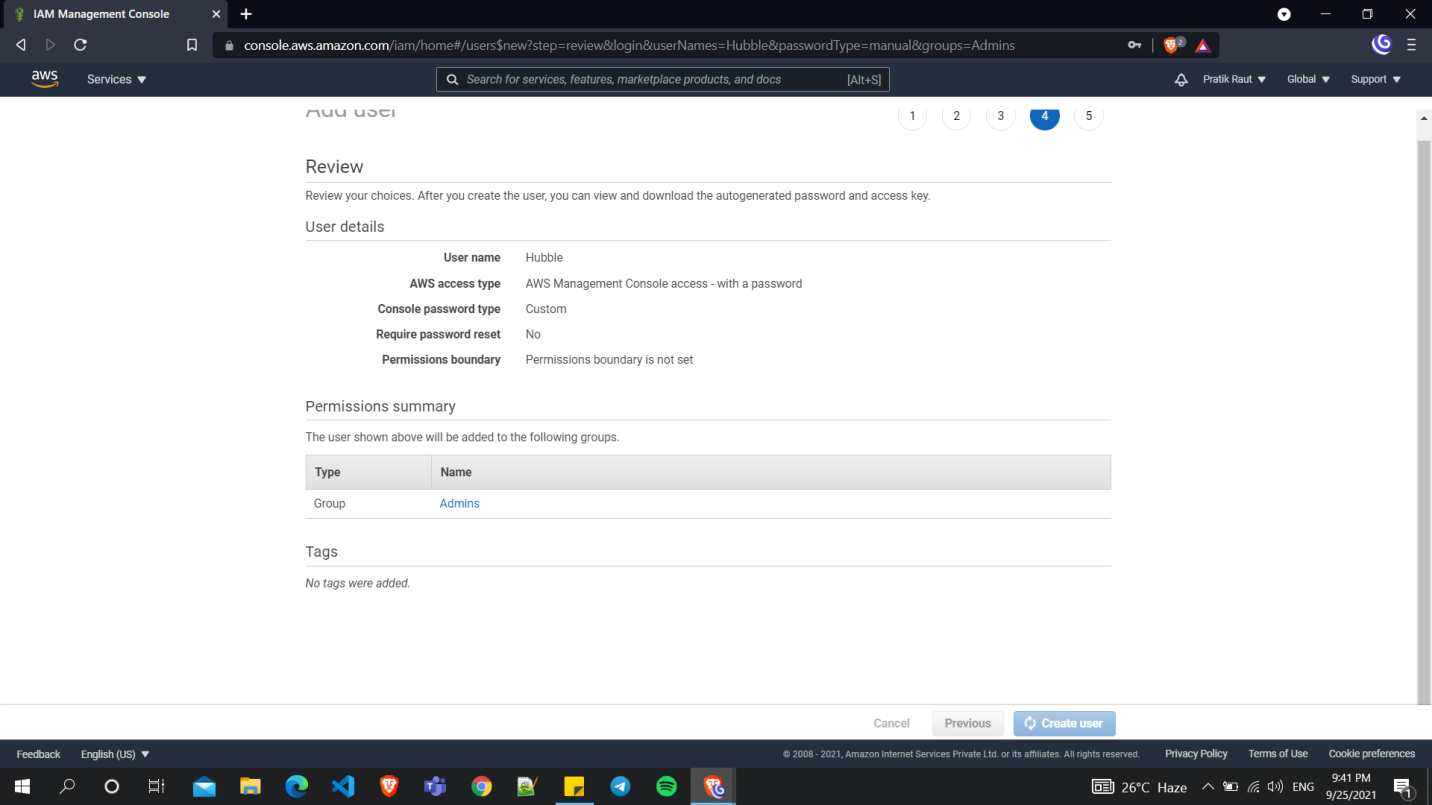 IAM Management Console
console.aws.amazon.com/iam/home#/users$new?step=review&login&userNames=Hubble&passwordType=manual&groups=Admins
2
aws
Services
Search for services, features, marketplace products, and docs [Alt+S]
Pratik Raut
Global
Support
Add user
1 2 3 4 5
Review
Review your choices. After you create the user, you can view and download the autogenerated password and access key.
User details
User name Hubble
AWS access type AWS Management Console access - with a password
Console password type Custom
Require password reset No
Permissions boundary Permissions boundary is not set
Permissions summary
The user shown above will be added to the following groups.
Type Name
Group Admins
Tags
No tags were added.
Cancel Previous Create user
Feedback English (US) © 2008 - 2021, Amazon Internet Services Private Ltd. or its affiliates. All rights reserved. Privacy Policy Terms of Use Cookie preferences
26°C Haze ENG 9:41 PM
9/25/2021
1